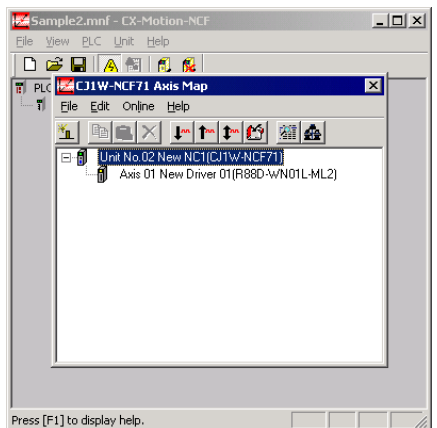 Sample2.mnf - CX-Motion-NCF
File View PLC Unit Help
PLC
CJ1W-NCF71 Axis Map
File Edit Online Help
Unit No.02 New NC1(CJ1W-NCF71)
Axis 01 New Driver 01(R88D-WN01L-ML2)
Press [F1] to display help.